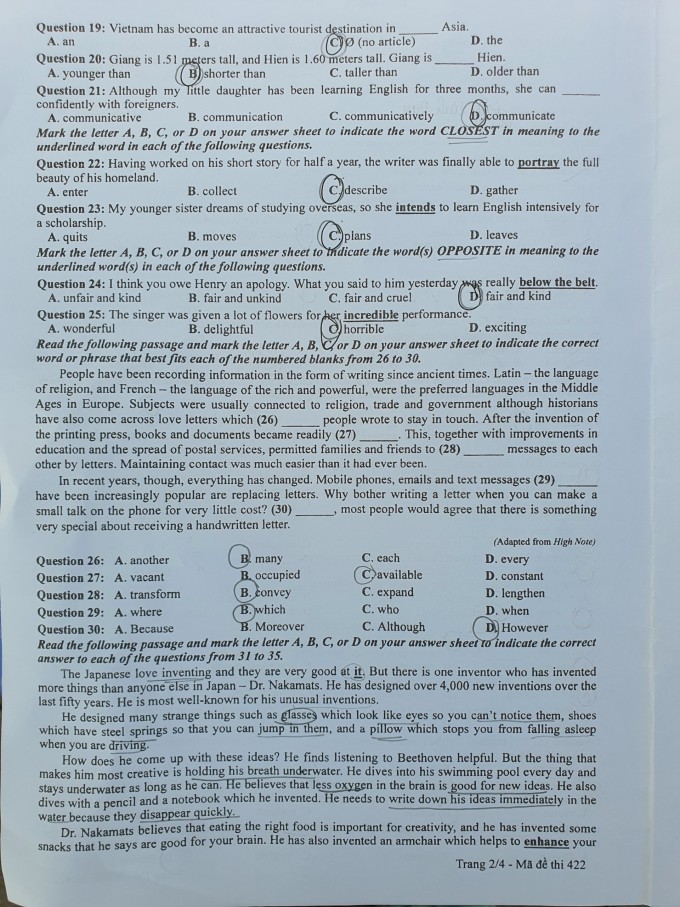 Question 19: Vietnam has become an attractive tourist destination in ______ Asia.
A. an B. a C. Ø (no article) D. the
Question 20: Giang is 1.51 meters tall, and Hien is 1.60 meters tall. Giang is ______ Hien.
A. younger than B. shorter than C. taller than D. older than
Question 21: Although my little daughter has been learning English for three months, she can ______
confidently with foreigners.
A. communicative B. communication C. communicatively D. communicate
Mark the letter A, B, C, or D on your answer sheet to indicate the word CLOSEST in meaning to the
underlined word in each of the following questions.
Question 22: Having worked on his short story for half a year, the writer was finally able to portray the full
beauty of his homeland.
A. enter B. collect C. describe D. gather
Question 23: My younger sister dreams of studying overseas, so she intends to learn English intensively for
a scholarship.
A. quits B. moves C. plans D. leaves
Mark the letter A, B, C, or D on your answer sheet to indicate the word(s) OPPOSITE in meaning to the
underlined word(s) in each of the following questions.
Question 24: I think you owe Henry an apology. What you said to him yesterday was really below the belt.
A. unfair and kind B. fair and unkind C. fair and cruel D. fair and kind
Question 25: The singer was given a lot of flowers for her incredible performance.
A. wonderful B. delightful C. horrible D. exciting
Read the following passage and mark the letter A, B, C, or D on your answer sheet to indicate the correct
word or phrase that best fits each of the numbered blanks from 26 to 30.
People have been recording information in the form of writing since ancient times. Latin – the language
of religion, and French – the language of the rich and powerful, were the preferred languages in the Middle
Ages in Europe. Subjects were usually connected to religion, trade and government although historians
have also come across love letters which (26) ______ people wrote to stay in touch. After the invention of
the printing press, books and documents became readily (27) ______. This, together with improvements in
education and the spread of postal services, permitted families and friends to (28) ______ messages to each
other by letters. Maintaining contact was much easier than it had ever been.
In recent years, though, everything has changed. Mobile phones, emails and text messages (29) ______
have been increasingly popular are replacing letters. Why bother writing a letter when you can make a
small talk on the phone for very little cost? (30) ______, most people would agree that there is something
very special about receiving a handwritten letter.
(Adapted from High Note)
Question 26: A. another B. many C. each D. every
Question 27: A. vacant B. occupied C. available D. constant
Question 28: A. transform B. convey C. expand D. lengthen
Question 29: A. where B. which C. who D. when
Question 30: A. Because B. Moreover C. Although D. However
Read the following passage and mark the letter A, B, C, or D on your answer sheet to indicate the correct
answer to each of the questions from 31 to 35.
The Japanese love inventing and they are very good at it. But there is one inventor who has invented
more things than anyone else in Japan – Dr. Nakamats. He has designed over 4,000 new inventions over the
last fifty years. He is most well-known for his unusual inventions.
He designed many strange things such as glasses which look like eyes so you can't notice them, shoes
which have steel springs so that you can jump in them, and a pillow which stops you from falling asleep
when you are driving.
How does he come up with these ideas? He finds listening to Beethoven helpful. But the thing that
makes him most creative is holding his breath underwater. He dives into his swimming pool every day and
stays underwater as long as he can. He believes that less oxygen in the brain is good for new ideas. He also
dives with a pencil and a notebook which he invented. He needs to write down his ideas immediately in the
water because they disappear quickly.
Dr. Nakamats believes that eating the right food is important for creativity, and he has invented some
snacks that he says are good for your brain. He has also invented an armchair which helps to enhance your
Trang 2/4 - Mã đề thi 422